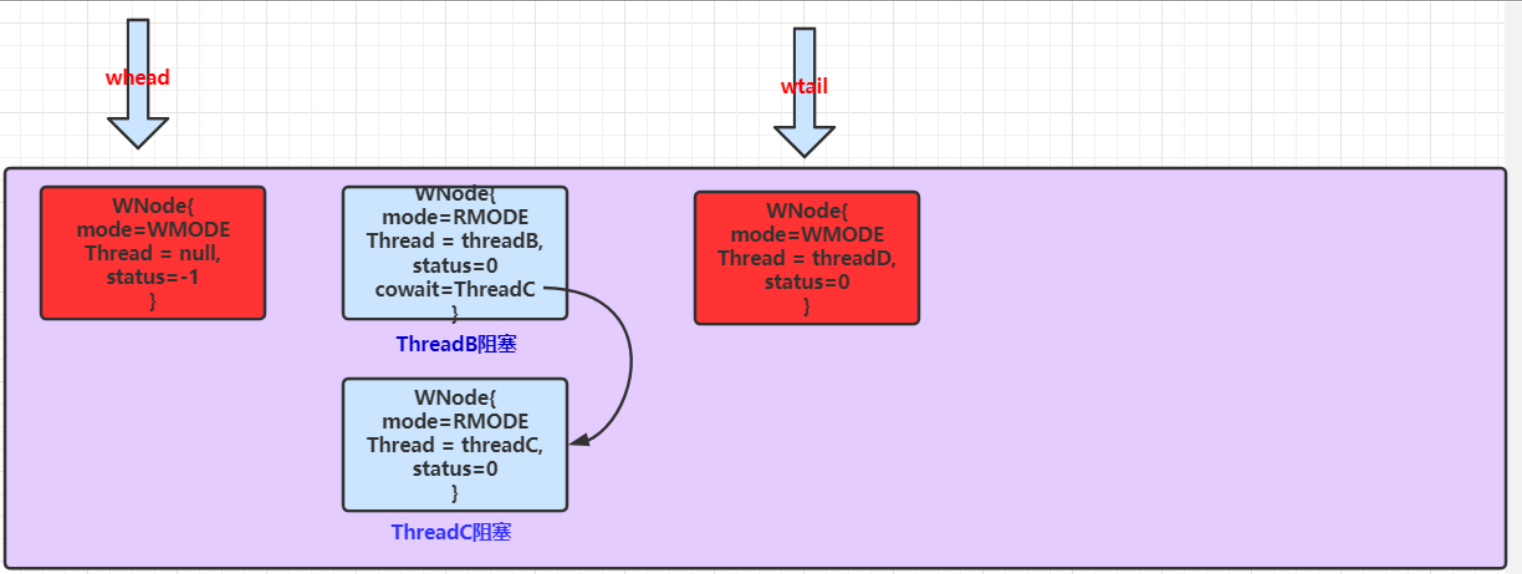 whead
wtail
WNode{
mode=WMODE
Thread = null,
status=-1
}
WNode{
mode=RMODE
Thread = threadB,
status=0
cowait=ThreadC
}
ThreadB阻塞
WNode{
mode=RMODE
Thread = threadC,
status=0
}
ThreadC阻塞
WNode{
mode=WMODE
Thread = threadD,
status=0
}